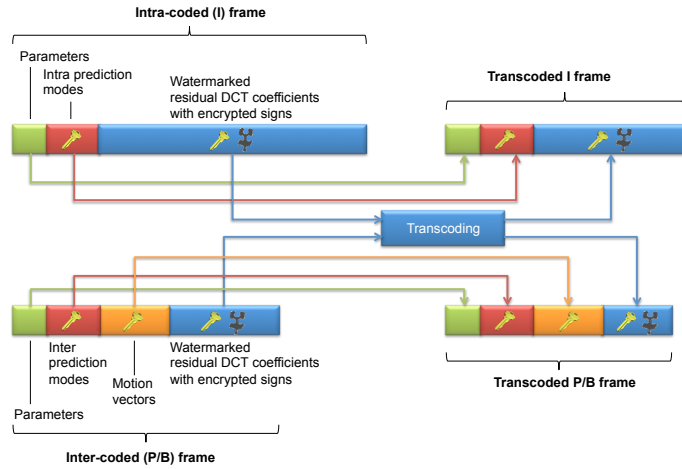 Intra-coded (I) frame
Parameters
Intra prediction
modes
Watermarked
residual DCT coefficients
with encrypted signs
Transcoded I frame
Transcoding
Inter
prediction
modes
Motion
vectors
Watermarked
residual DCT coefficients
with encrypted signs
Parameters
Inter-coded (P/B) frame
Transcoded P/B frame